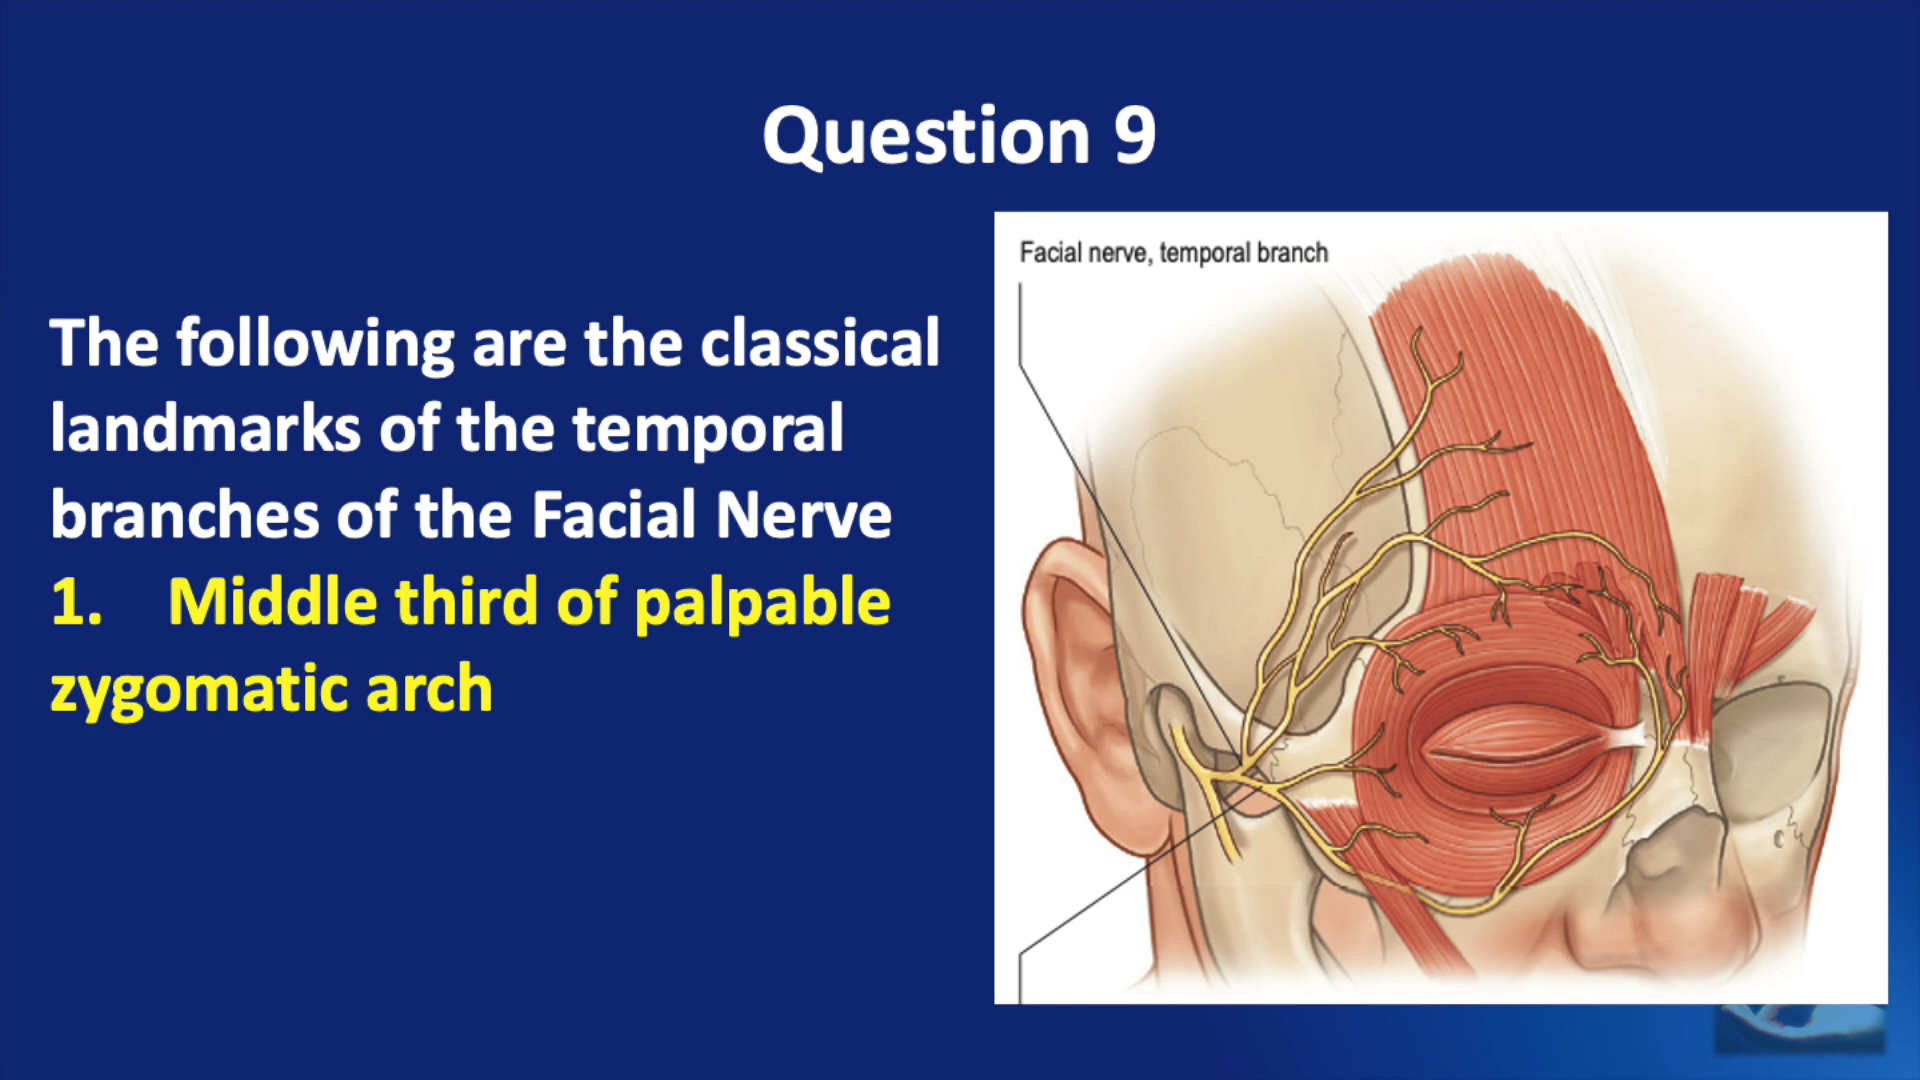 Question 9
Facial nerve, temporal branch
The following are the classical
landmarks of the temporal
branches of the Facial Nerve
1. Middle third of palpable
zygomatic arch